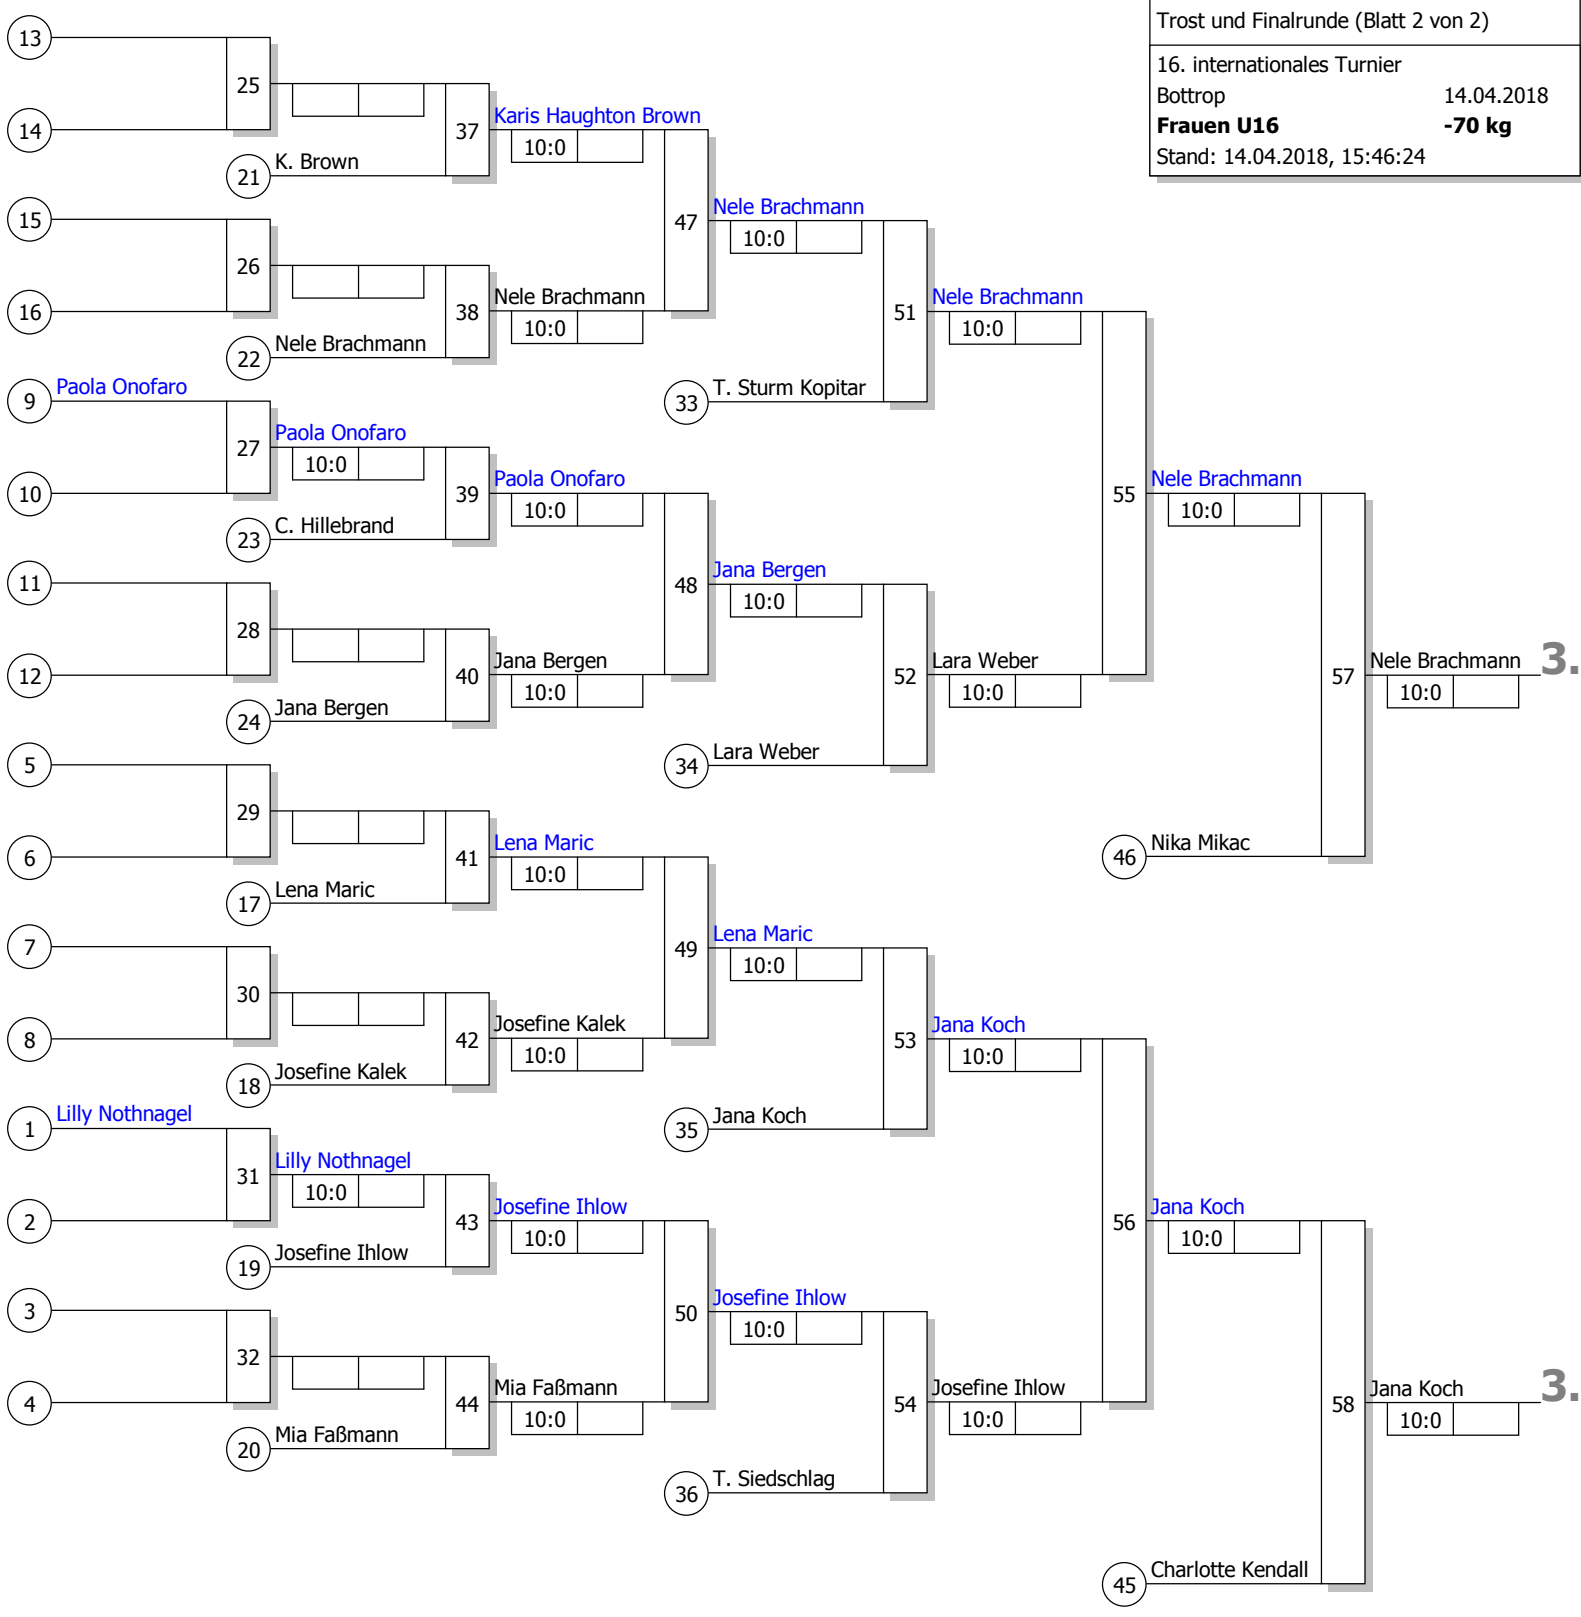 Trost und Finalrunde (Blatt 2 von 2)
16. internationales Turnier
Bottrop 14.04.2018
Frauen U16 -70 kg
Stand: 14.04.2018, 15:46:24
13
25
14
37
Karis Haughton Brown
10:0
21
K. Brown
47
Nele Brachmann
10:0
15
26
16
38
Nele Brachmann
10:0
22
Nele Brachmann
51
Nele Brachmann
10:0
33
T. Sturm Kopitar
9
Paola Onofaro
27
Paola Onofaro
10:0
10
39
Paola Onofaro
10:0
23
C. Hillebrand
55
Nele Brachmann
10:0
11
28
12
48
Jana Bergen
10:0
40
Jana Bergen
10:0
24
Jana Bergen
52
Lara Weber
10:0
34
Lara Weber
57
Nele Brachmann
10:0
3.
46
Nika Mikac
5
29
6
41
Lena Maric
10:0
17
Lena Maric
49
Lena Maric
10:0
7
30
8
42
Josefine Kalek
10:0
18
Josefine Kalek
53
Jana Koch
10:0
35
Jana Koch
1
Lilly Nothnagel
31
Lilly Nothnagel
10:0
2
43
Josefine Ihlow
10:0
19
Josefine Ihlow
56
Jana Koch
10:0
3
32
4
50
Josefine Ihlow
10:0
44
Mia Faßmann
10:0
20
Mia Faßmann
54
Josefine Ihlow
10:0
36
T. Siedschlag
58
Jana Koch
10:0
3.
45
Charlotte Kendall